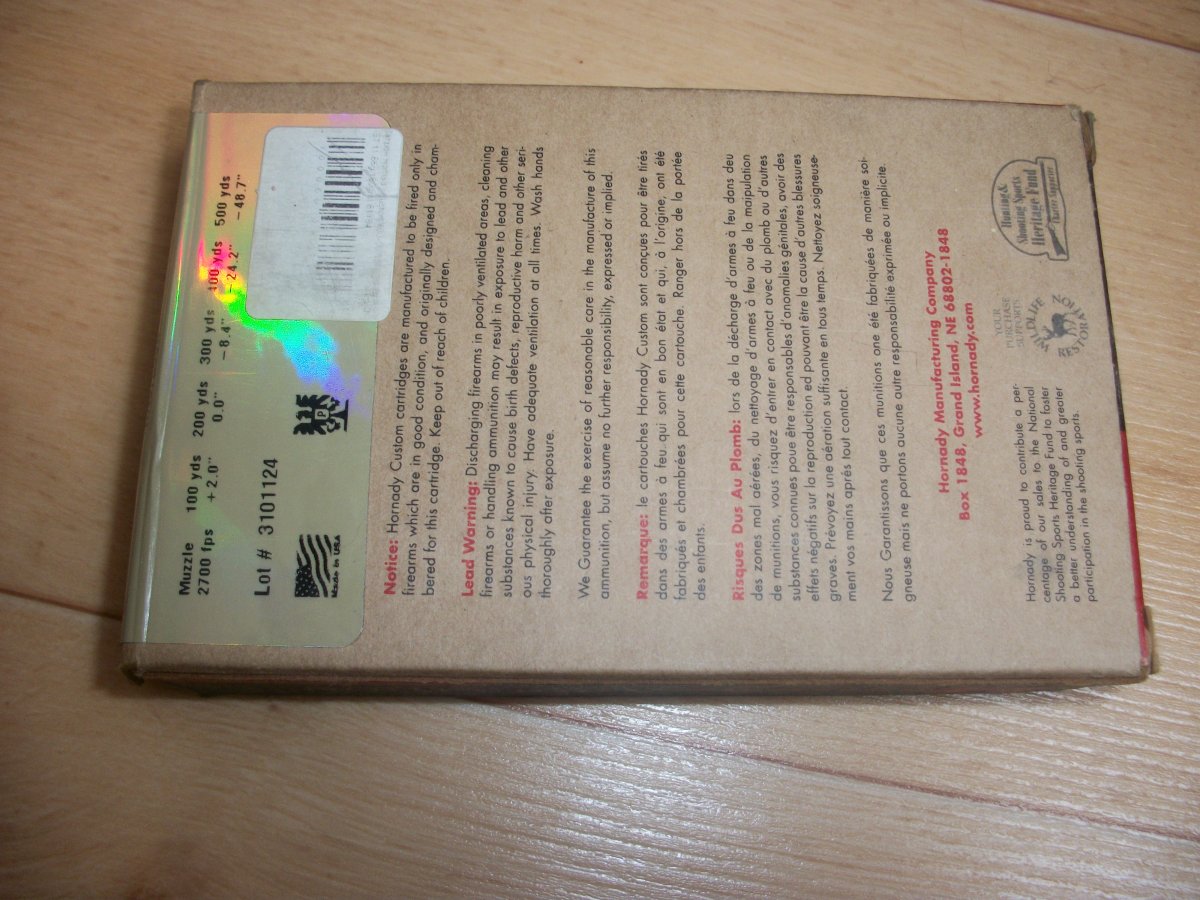 Muzzle 100 yds 200 yds 300 yds 400 yds 500 yds
2700 fps +2.0" 0.0" -8.4" -24.2" -48.7"
Lot # 3101124
Made in USA
Notice: Hornady Custom cartridges are manufactured to be fired only in
firearms which are in good condition, and originally designed and cham-
bered for this cartridge. Keep out of reach of children.
Lead Warning: Discharging firearms in poorly ventilated areas, cleaning
firearms or handling ammunition may result in exposure to lead and other
substances known to cause birth defects, reproductive harm and other seri-
ous physical injury. Have adequate ventilation at all times. Wash hands
thoroughly after exposure.
We Guarantee the exercise of reasonable care in the manufacture of this
ammunition, but assume no further responsibility, expressed or implied.
Remarque: le cartouches Hornady Custom sont conçues pour être tirés
dans des armes à feu qui sont en bon état et qui, à l'origine, ont été
fabriqués et chambrées pour cette cartouche. Ranger hors de la portée
des enfants.
Risques Dus Au Plomb: lors de la décharge d'armes à feu dans deu
des zones mal aérées, du nettoyage d'armes à feu ou de la maipulation
de munitions, vous risquez d'entrer en contact avec du plomb ou d'autres
substances connues poue être responsables d'anomalies génitales, avoir des
effets négatifs sur la reproduction ed pouvant être la cause d'autres blessures
graves. Prévoyez une aération suffisante en tous temps. Nettoyez soigneuse-
ment vos mains aprés tout contact.
Nous Garantissons que ces munitions one été fabriquées de manière soi-
gneuse mais ne portons aucune autre responsabilité exprimée ou implicite.
Hornady Manufacturing Company
Box 1848, Grand Island, NE 68802-1848
www.hornady.com
Hornady is proud to contribute a per-
centage of our sales to the National
Shooting Sports Heritage Fund to foster
a better understanding of and greater
participation in the shooting sports
YOUR
PURCHASE
SUPPORTS
WILDLIFE
RESTORATION
Hunting &
Shooting Sports
Heritage Fund
Charter Supporter